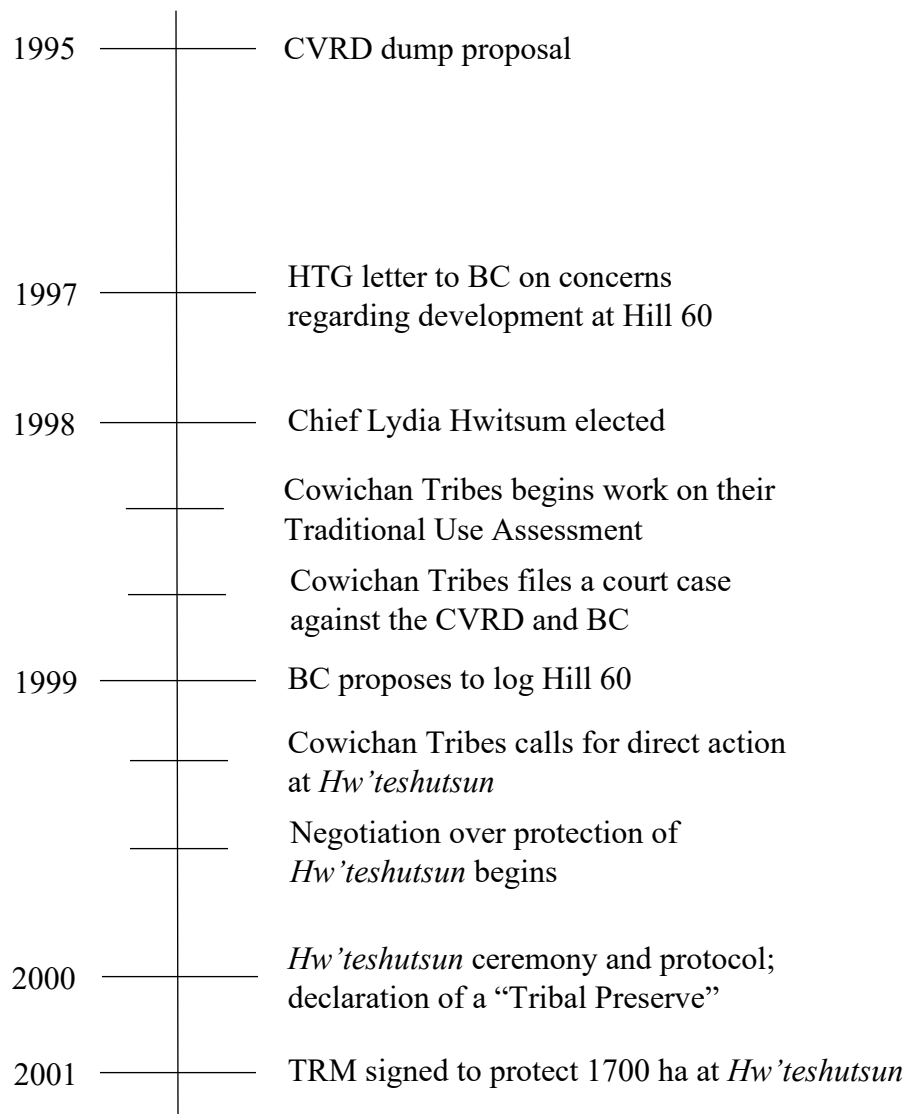 1995 CVRD dump proposal
1997 HTG letter to BC on concerns
regarding development at Hill 60
1998 Chief Lydia Hwitsum elected
Cowichan Tribes begins work on their
Traditional Use Assessment
Cowichan Tribes files a court case
against the CVRD and BC
1999 BC proposes to log Hill 60
Cowichan Tribes calls for direct action
at Hw’teshutsun
Negotiation over protection of
Hw’teshutsun begins
2000 Hw’teshutsun ceremony and protocol;
declaration of a “Tribal Preserve”
2001 TRM signed to protect 1700 ha at Hw’teshutsun